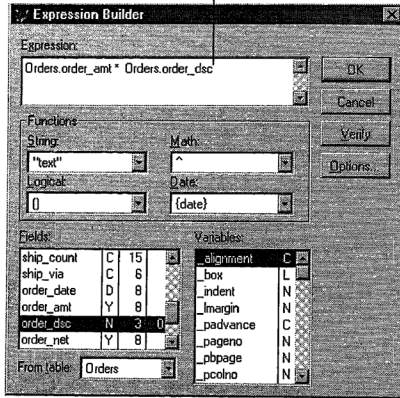 Expression Builder
Expression:
Orders.order_amt * Orders.order_dsc
OK
Cancel
Verify
Options...
Functions
String:
Math:
"text"
^
Logical:
Date:
()
{date}
Fields:
Variables:
ship_count C 15
ship_via C 6
order_date D 8
order_amt Y 8
order_dsc N 3 0
order_net Y 8
_alignment C
_box L
_indent N
_lmargin N
_padvance C
_pageno N
_pbpage N
_pcolno N
From table: Orders